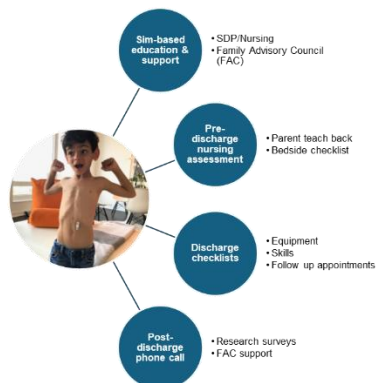 Sim-based
education &
support
• SDP/Nursing
• Family Advisory Council
(FAC)
Pre-
discharge
nursing
assessment
• Parent teach back
• Bedside checklist
Discharge
checklists
• Equipment
• Skills
• Follow up appointments
Post-
discharge
phone call
• Research surveys
• FAC support